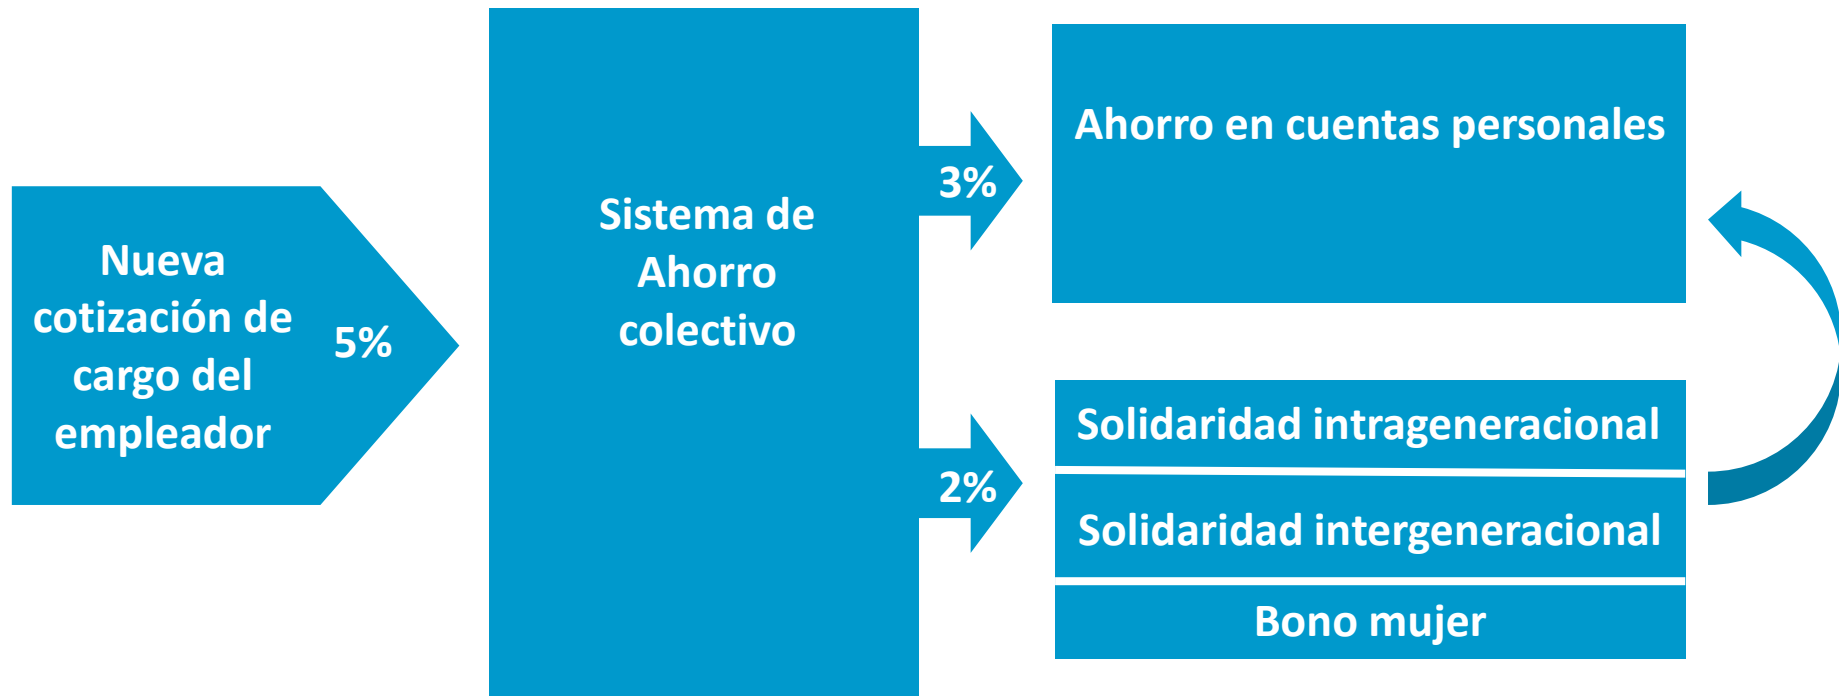 Nueva
cotización de
cargo del
empleador
5%
Sistema de
Ahorro
colectivo
3%
2%
Ahorro en cuentas personales
Solidaridad intrageneracional
Solidaridad intergeneracional
Bono mujer